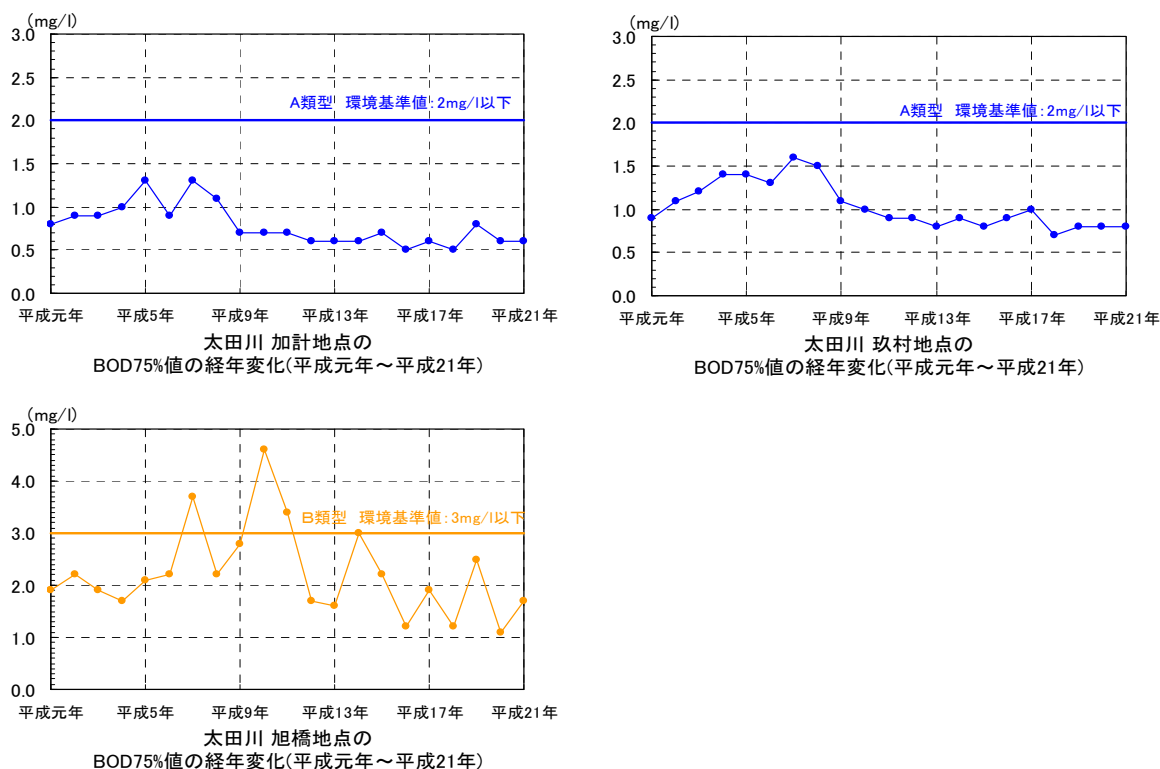 (mg/l)
3.0
2.5
2.0
1.5
1.0
0.5
0.0
A類型 環境基準値:2mg/l以下
平成元年 平成5年 平成9年 平成13年 平成17年 平成21年
太田川 加計地点の
BOD75%値の経年変化(平成元年～平成21年)
(mg/l)
3.0
2.5
2.0
1.5
1.0
0.5
0.0
A類型 環境基準値:2mg/l以下
平成元年 平成5年 平成9年 平成13年 平成17年 平成21年
太田川 玖村地点の
BOD75%値の経年変化(平成元年～平成21年)
(mg/l)
5.0
4.0
3.0
2.0
1.0
0.0
B類型 環境基準値:3mg/l以下
平成元年 平成5年 平成9年 平成13年 平成17年 平成21年
太田川 旭橋地点の
BOD75%値の経年変化(平成元年～平成21年)